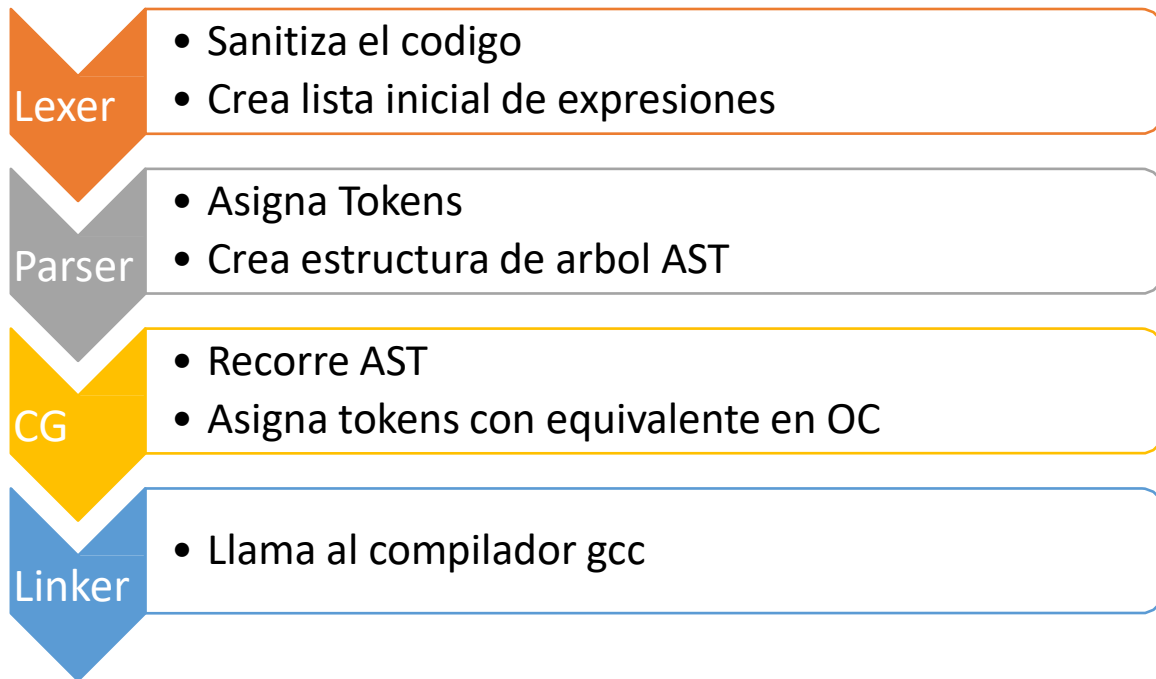 Lexer
• Sanitiza el codigo
• Crea lista inicial de expresiones
Parser
• Asigna Tokens
• Crea estructura de arbol AST
CG
• Recorre AST
• Asigna tokens con equivalente en OC
Linker
• Llama al compilador gcc